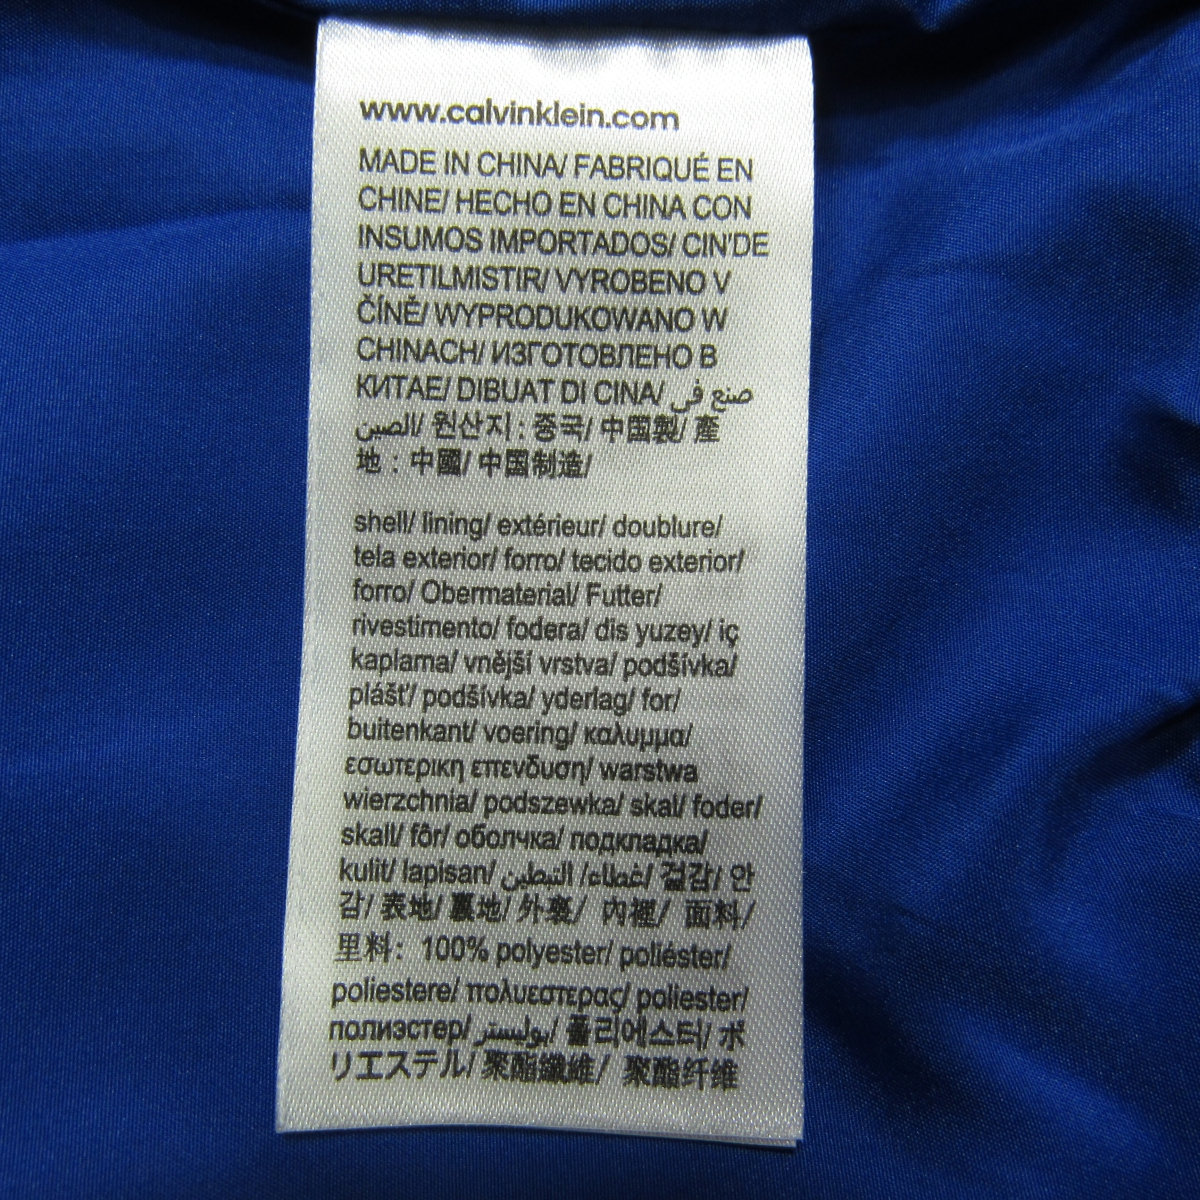 www.calvinklein.com
MADE IN CHINA/ FABRIQUÉ EN
CHINE/ HECHO EN CHINA CON
INSUMOS IMPORTADOS/ CIN'DE
URETILMISTIR/ VYROBENO V
ČÍNĚ/ WYPRODUKOWANO W
CHINACH/ ИЗГОТОВЛЕНО В
КИТАЕ/ DIBUAT DI CINA/ صنع في
الصين/ 원산지 : 중국/ 中国製/ 產
地 : 中國/ 中国制造/
shell/ lining/ extérieur/ doublure/
tela exterior/ forro/ tecido exterior/
forro/ Obermaterial/ Futter/
rivestimento/ fodera/ dis yuzey/ iç
kaplama/ vnější vrstva/ podšívka/
plášť/ podšívka/ yderlag/ for/
buitenkant/ voering/ καλυμμα/
εσωτερικη επενδυση/ warstwa
wierzchnia/ podszewka/ skal/ foder/
skall/ fôr/ оболчка/ подкладка/
kulit/ lapisan/ غطاء/ التبطين/ 겉감/ 안
감/ 表地/ 裏地/ 外裹/ 內裡/ 面料/
里料: 100% polyester/ poliéster/
poliestere/ πολυεστερας/ poliester/
полиэстер/ بوليستر/ 폴리에스터/ ポ
リエステル/ 聚酯纖維/ 聚酯纤维